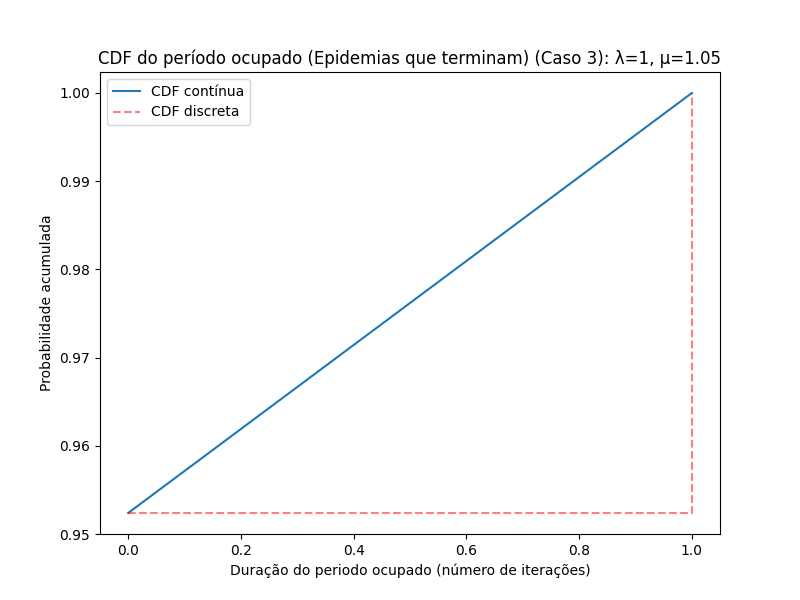 CDF do período ocupado (Epidemias que terminam) (Caso 3): λ=1, μ=1.05
CDF contínua
CDF discreta
Probabilidade acumulada
1.00
0.99
0.98
0.97
0.96
0.95
0.0 0.2 0.4 0.6 0.8 1.0
Duração do periodo ocupado (número de iterações)